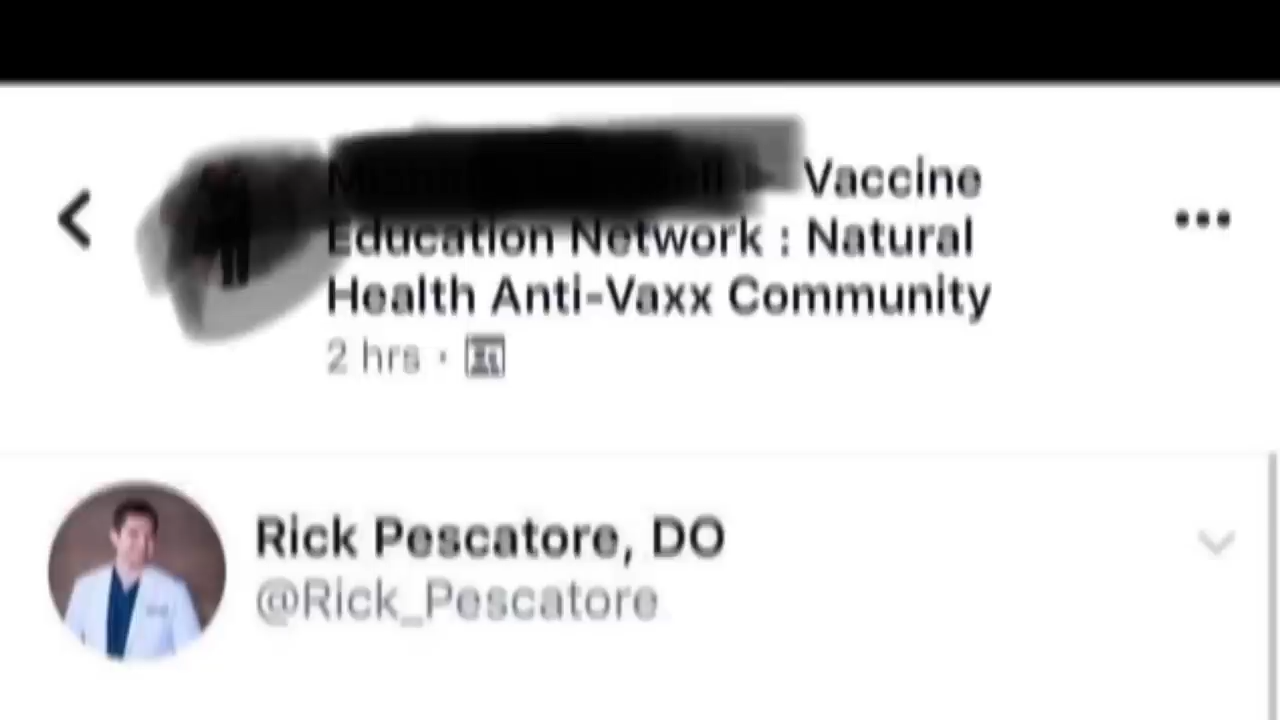 Vaccine
Education Network : Natural
Health Anti-Vaxx Community
2 hrs ·
Rick Pescatore, DO
@Rick_Pescatore